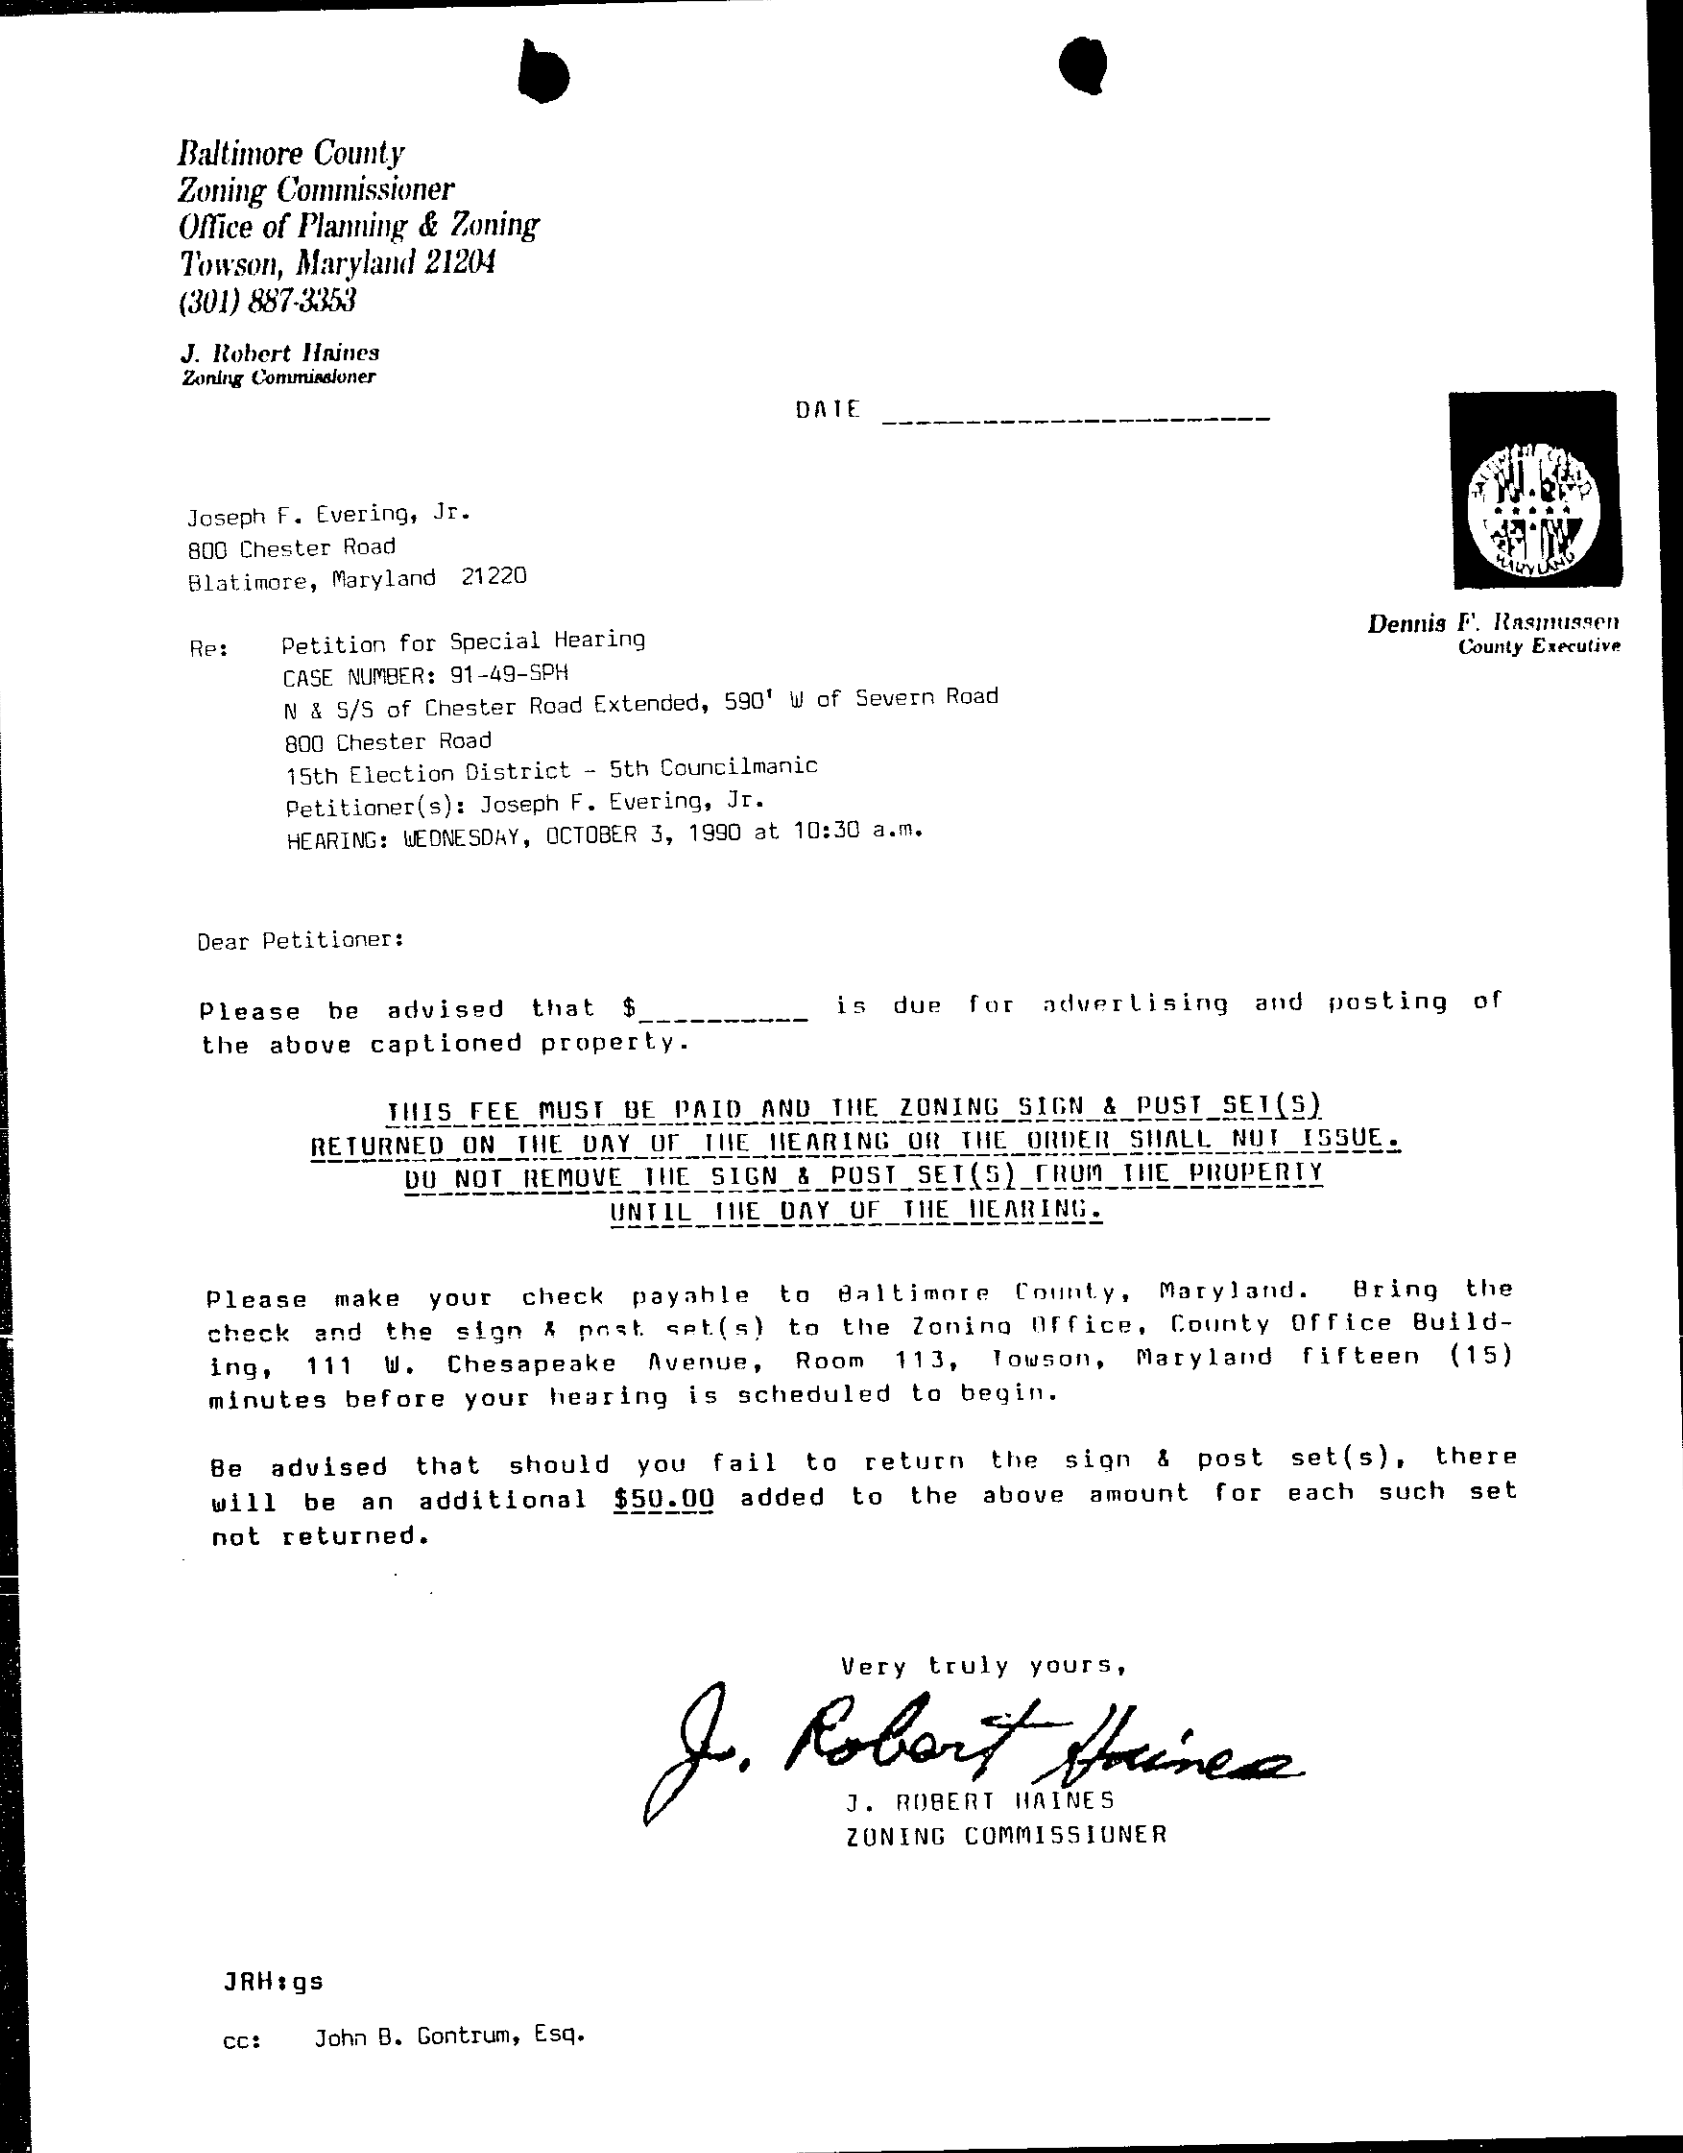 Baltimore County
Zoning Commissioner
Office of Planning & Zoning
Towson, Maryland 21204
(301) 887-3353
J. Robert Haines
Zoning Commissioner
DATE _______________________
Joseph F. Evering, Jr.
800 Chester Road
Blatimore, Maryland 21220
MARYLAND
Dennis F. Rasmussen
County Executive
Re: Petition for Special Hearing
CASE NUMBER: 91-49-SPH
N & S/S of Chester Road Extended, 590' W of Severn Road
800 Chester Road
15th Election District - 5th Councilmanic
Petitioner(s): Joseph F. Evering, Jr.
HEARING: WEDNESDAY, OCTOBER 3, 1990 at 10:30 a.m.
Dear Petitioner:
Please be advised that $__________ is due for advertising and posting of
the above captioned property.
THIS FEE MUST BE PAID AND THE ZONING SIGN & POST SET(S)
RETURNED ON THE DAY OF THE HEARING OR THE ORDER SHALL NOT ISSUE.
DO NOT REMOVE THE SIGN & POST SET(S) FROM THE PROPERTY
UNTIL THE DAY OF THE HEARING.
Please make your check payable to Baltimore County, Maryland. Bring the
check and the sign & post set(s) to the Zoning Office, County Office Build-
ing, 111 W. Chesapeake Avenue, Room 113, Towson, Maryland fifteen (15)
minutes before your hearing is scheduled to begin.
Be advised that should you fail to return the sign & post set(s), there
will be an additional $50.00 added to the above amount for each such set
not returned.
Very truly yours,
J. Robert Haines
J. ROBERT HAINES
ZONING COMMISSIONER
JRH:gs
cc: John B. Gontrum, Esq.